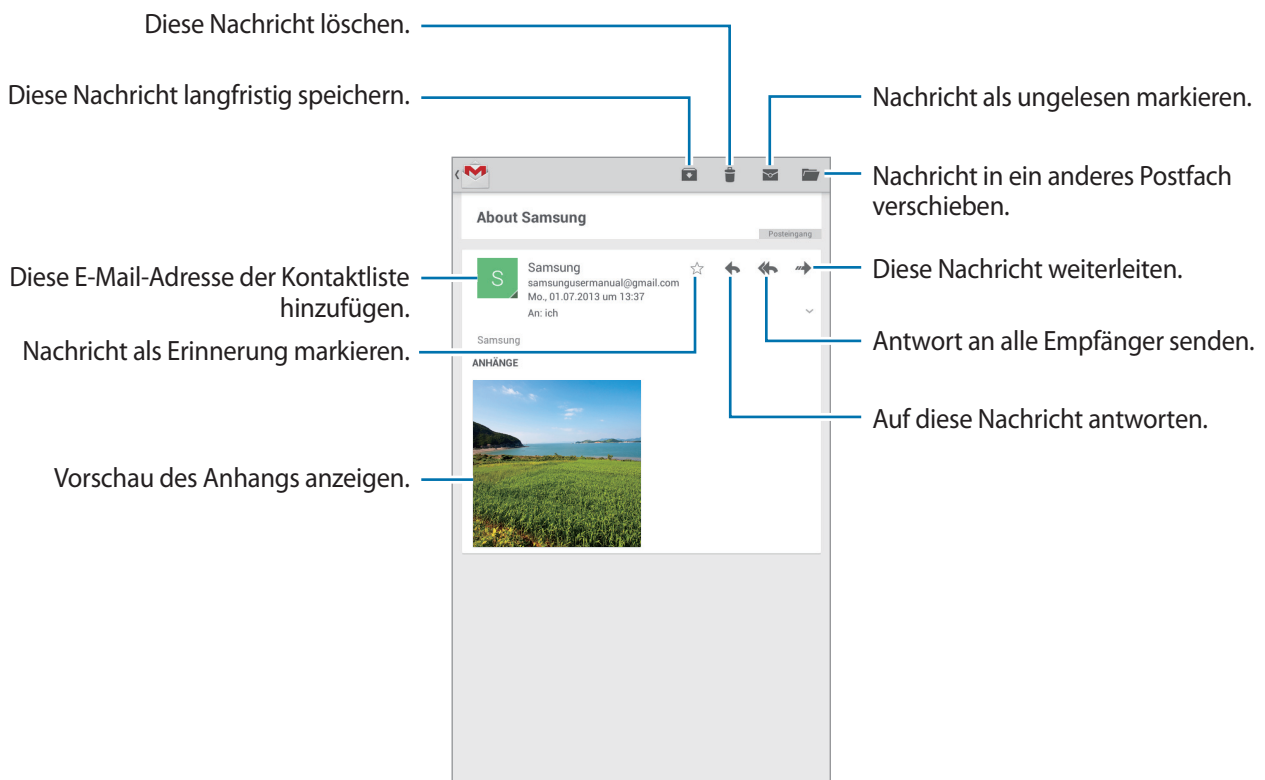 Diese Nachricht löschen.
Diese Nachricht langfristig speichern.
Nachricht als ungelesen markieren.
Nachricht in ein anderes Postfach
verschieben.
About Samsung
Posteingang
Diese E-Mail-Adresse der Kontaktliste
hinzufügen.
S
Samsung
samsungusermanual@gmail.com
Mo., 01.07.2013 um 13:37
An: ich
Diese Nachricht weiterleiten.
Nachricht als Erinnerung markieren.
Samsung
ANHÄNGE
Antwort an alle Empfänger senden.
Auf diese Nachricht antworten.
Vorschau des Anhangs anzeigen.